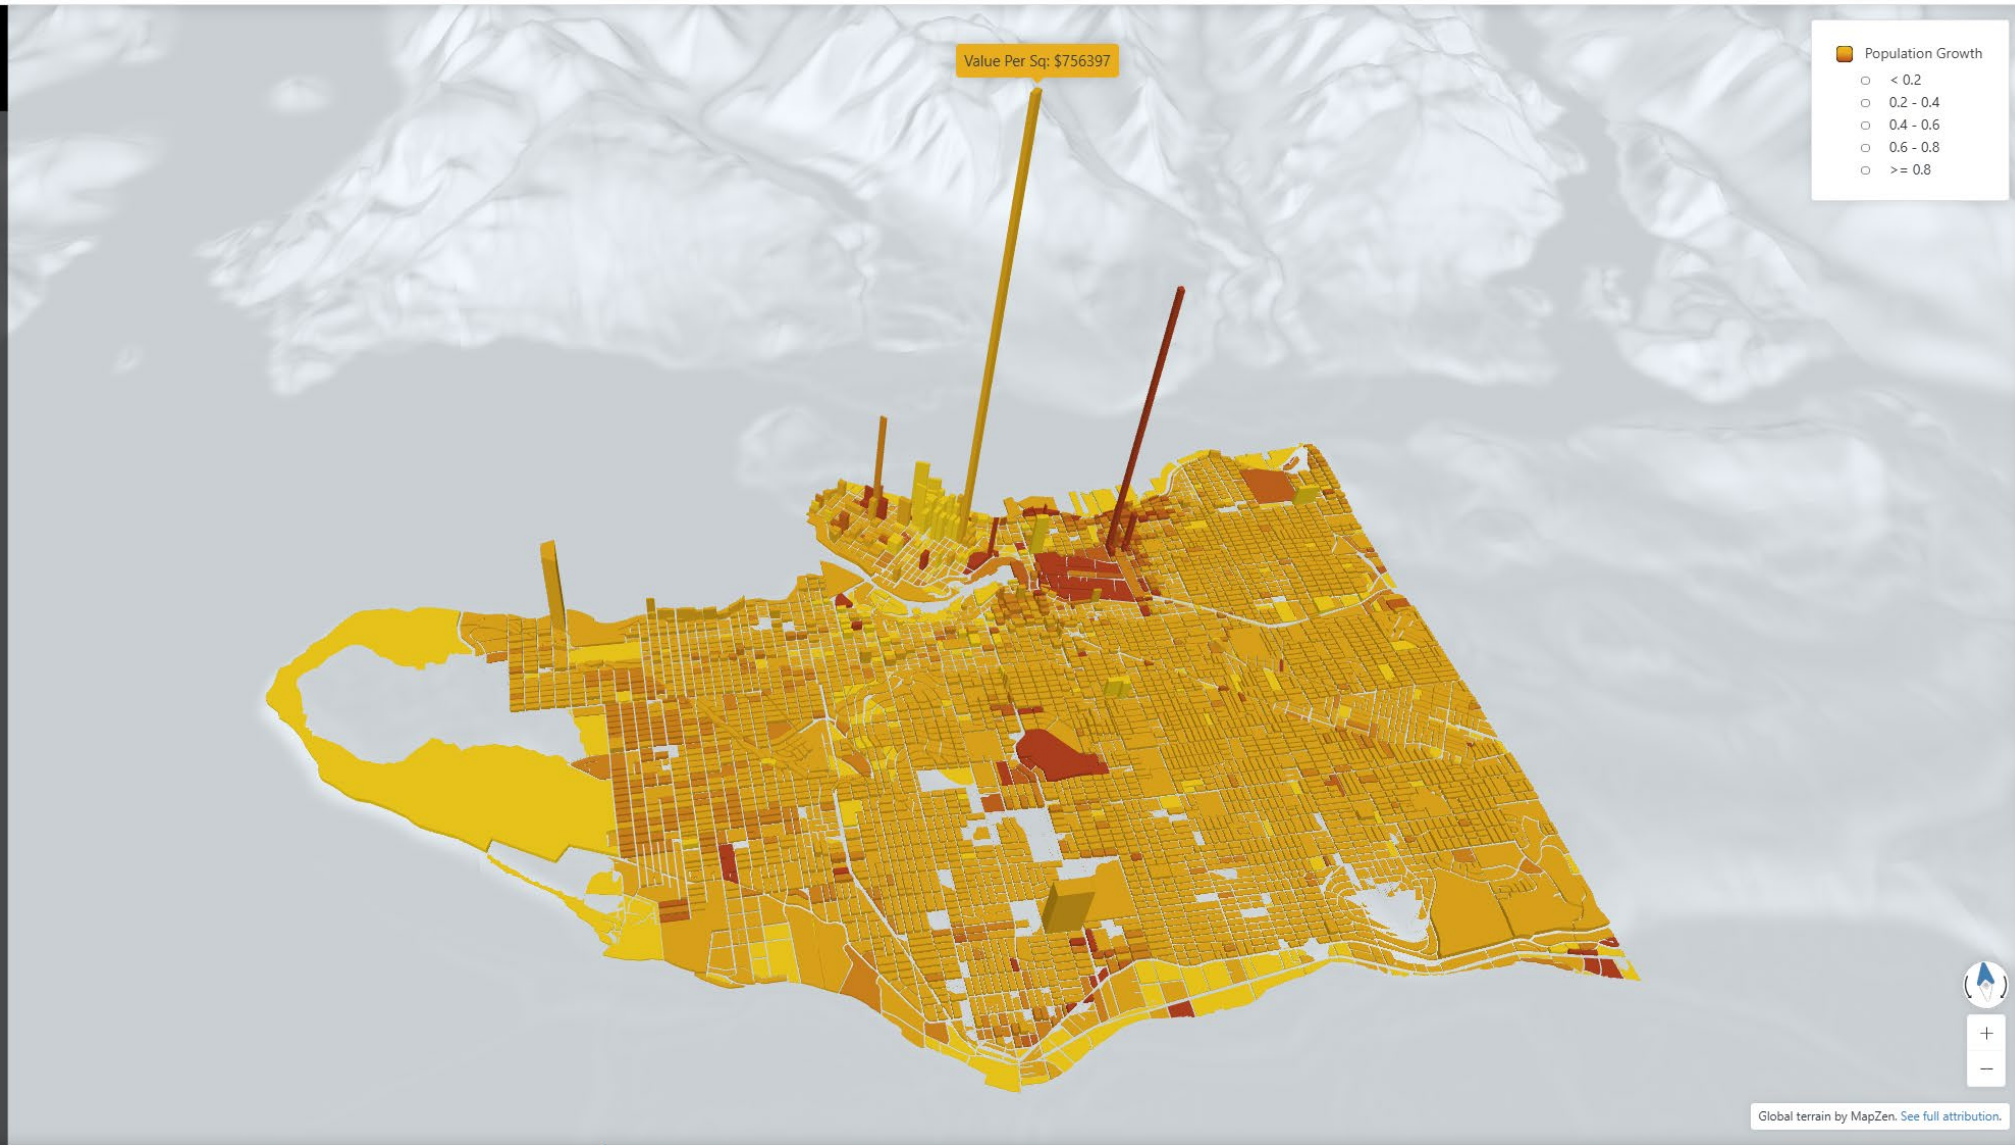 Value Per Sq: $756397
Population Growth
< 0.2
0.2 - 0.4
0.4 - 0.6
0.6 - 0.8
>= 0.8
+
−
Global terrain by MapZen. See full attribution.